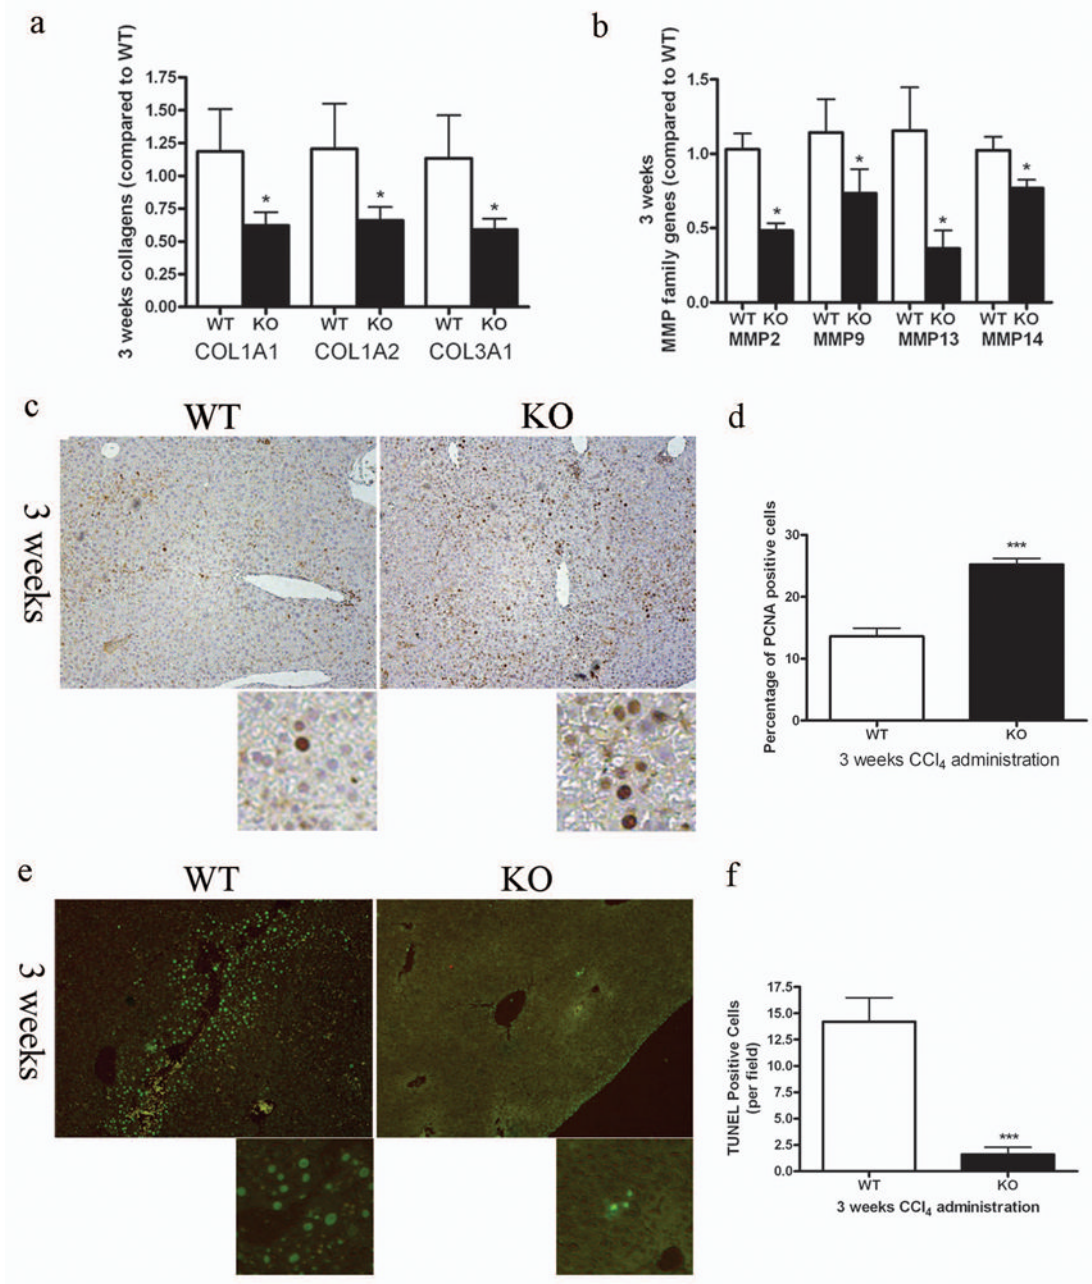 a
3 weeks collagens (compared to WT)
1.75
1.50
1.25
1.00
0.75
0.50
0.25
0.00
*
*
*
WT KO WT KO WT KO
COL1A1 COL1A2 COL3A1
b
3 weeks
MMP family genes (compared to WT)
1.5
1.0
0.5
0.0
*
*
*
*
WT KO WT KO WT KO WT KO
MMP2 MMP9 MMP13 MMP14
c
WT KO
3 weeks
d
Percentage of PCNA positive cells
30
20
10
0
***
WT KO
3 weeks CCl₄ administration
e
WT KO
3 weeks
f
TUNEL Positive Cells
(per field)
17.5
15.0
12.5
10.0
7.5
5.0
2.5
0.0
***
WT KO
3 weeks CCl₄ administration